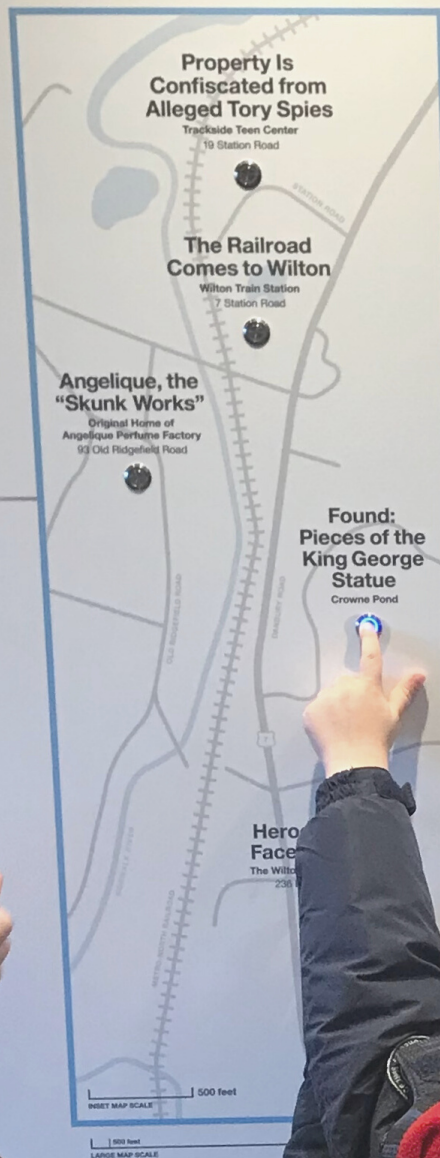 Property Is
Confiscated from
Alleged Tory Spies
Trackside Teen Center
19 Station Road
STATION ROAD
The Railroad
Comes to Wilton
Wilton Train Station
7 Station Road
Angelique, the
“Skunk Works”
Original Home of
Angelique Perfume Factory
93 Old Ridgefield Road
Found:
Pieces of the
King George
Statue
Crowne Pond
OLD RIDGEFIELD ROAD
DANBURY ROAD
7
Hero
Face
The Wilto
236
METRO-NORTH RAILROAD
500 feet
INSET MAP SCALE
500 feet
LARGE MAP SCALE